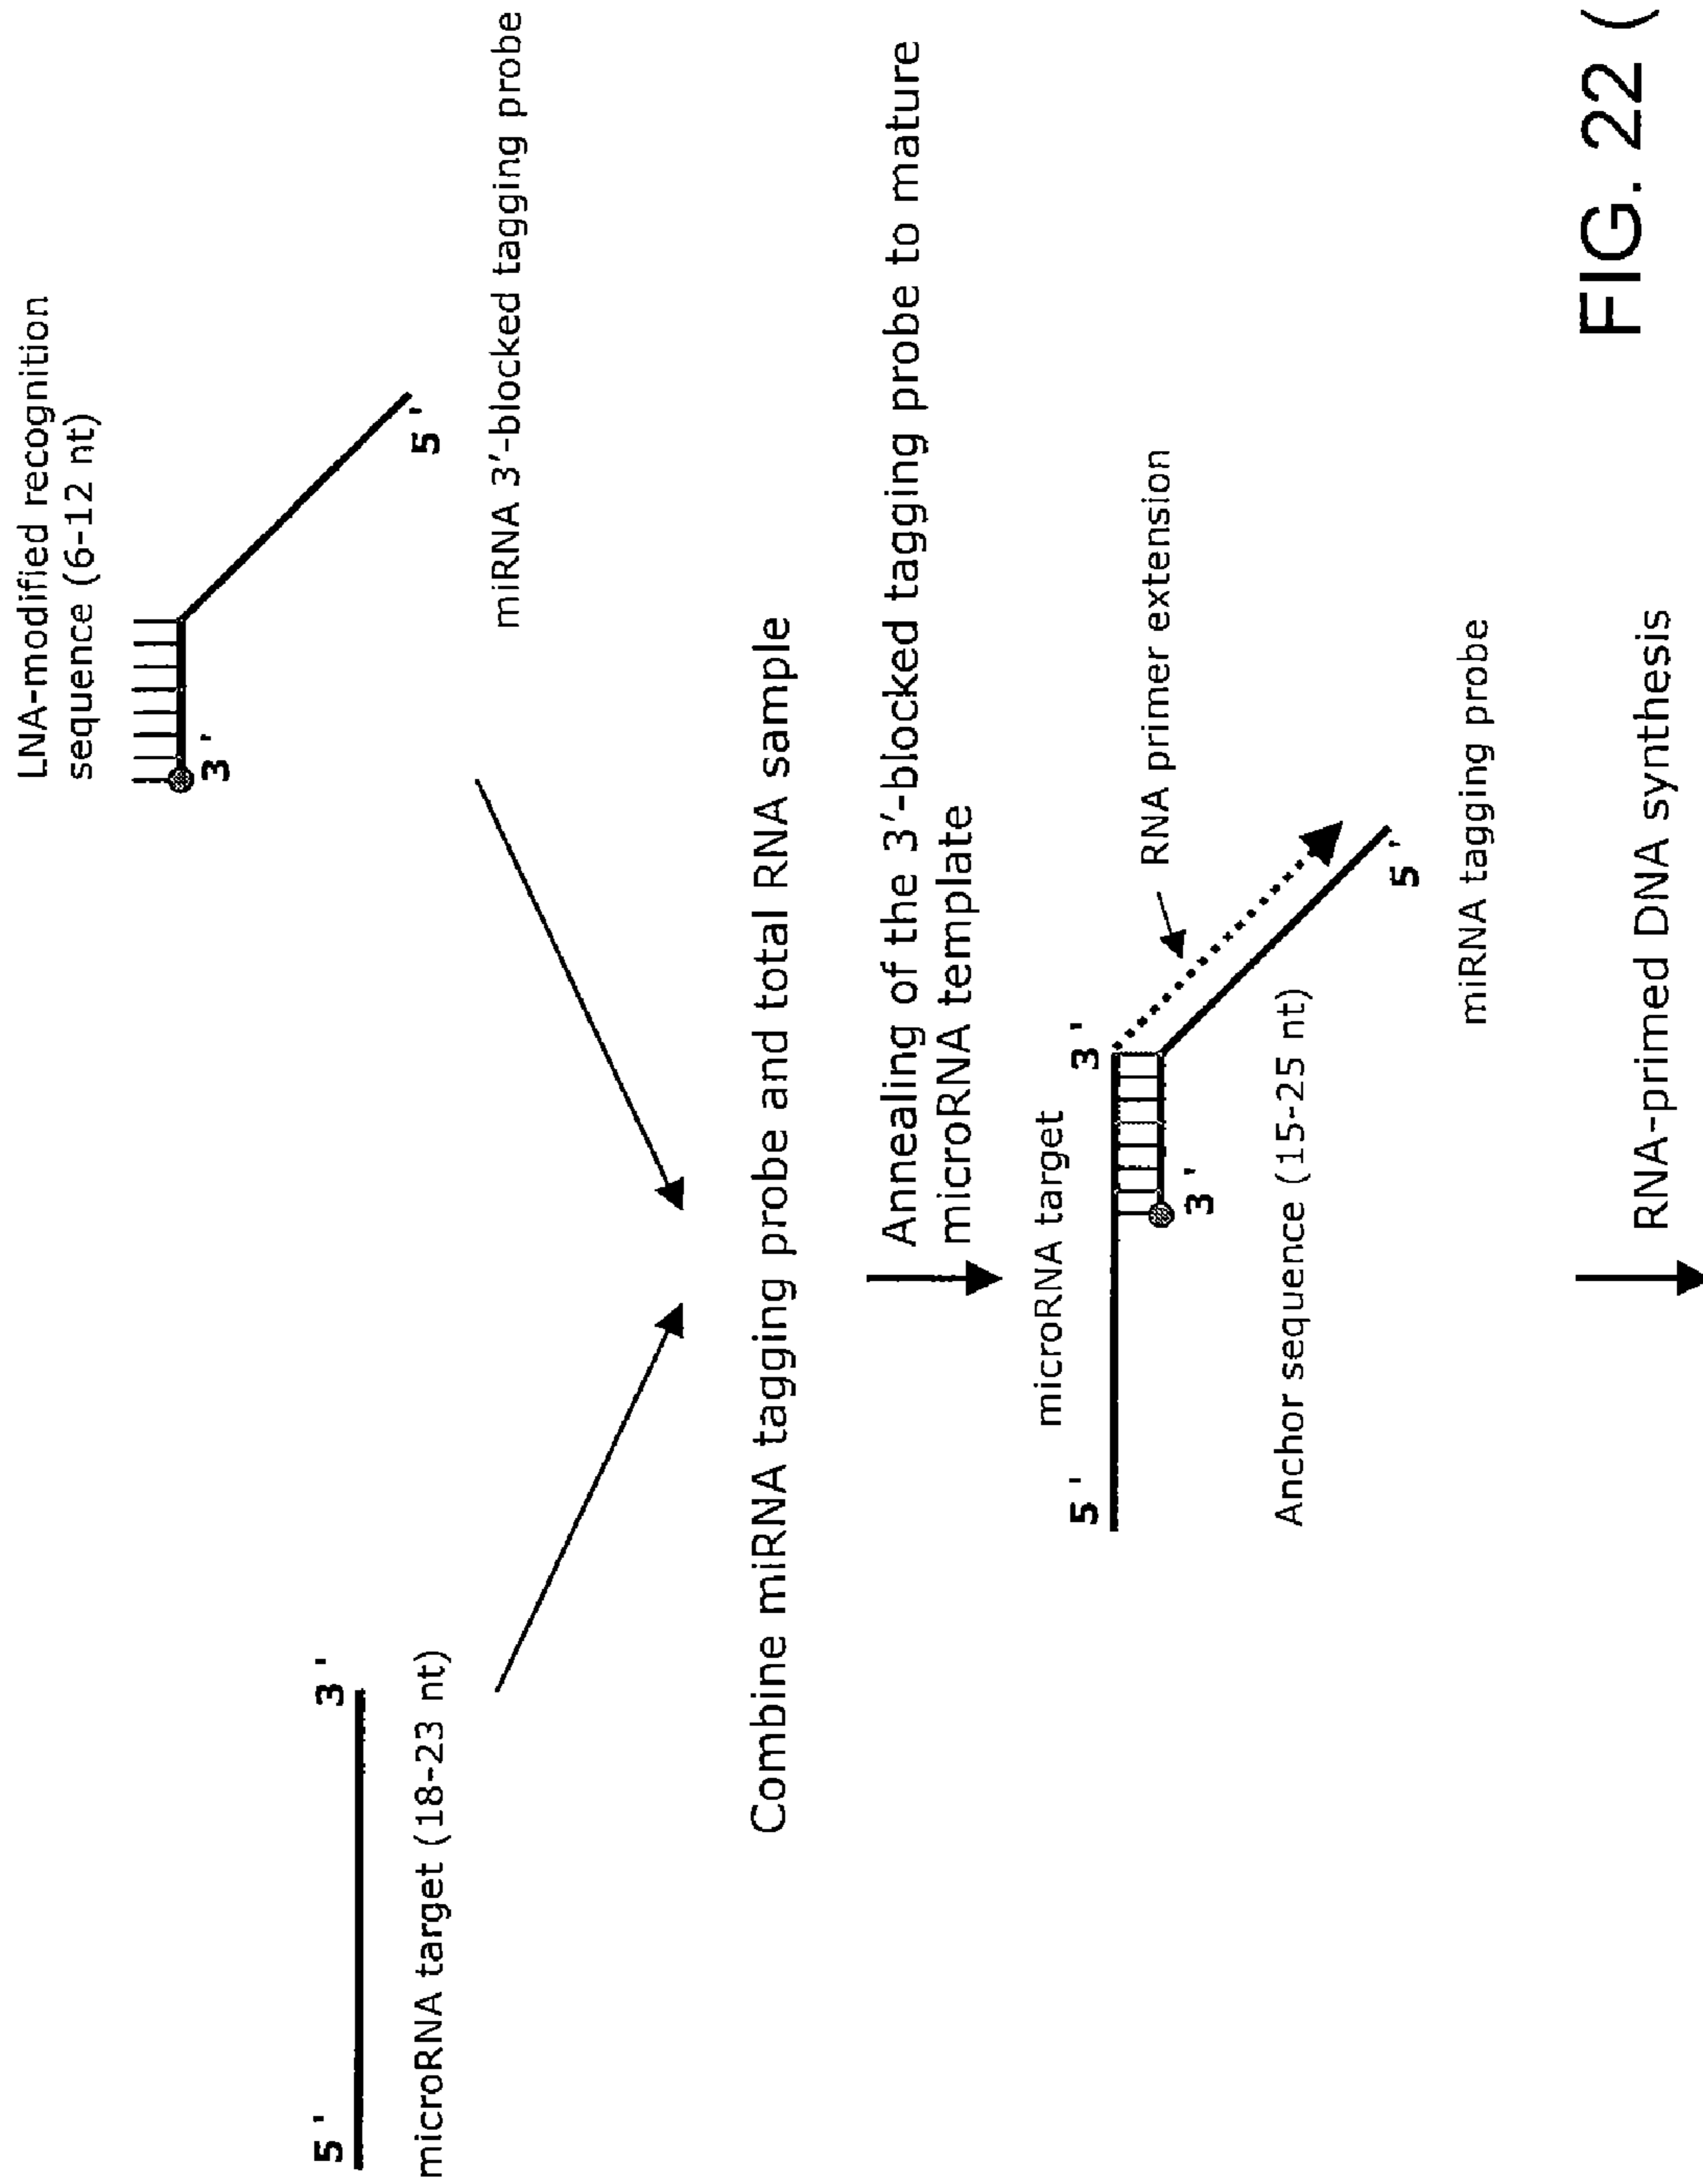 LNA-modified recognition
sequence (6-12 nt)
5' 3'
3'
5'
microRNA target (18-23 nt)
miRNA 3'-blocked tagging probe
Combine miRNA tagging probe and total RNA sample
Annealing of the 3'-blocked tagging probe to mature
microRNA template
microRNA target
5' 3'
RNA primer extension
3'
Anchor sequence (15-25 nt)
5'
miRNA tagging probe
RNA-primed DNA synthesis
FIG. 22 (